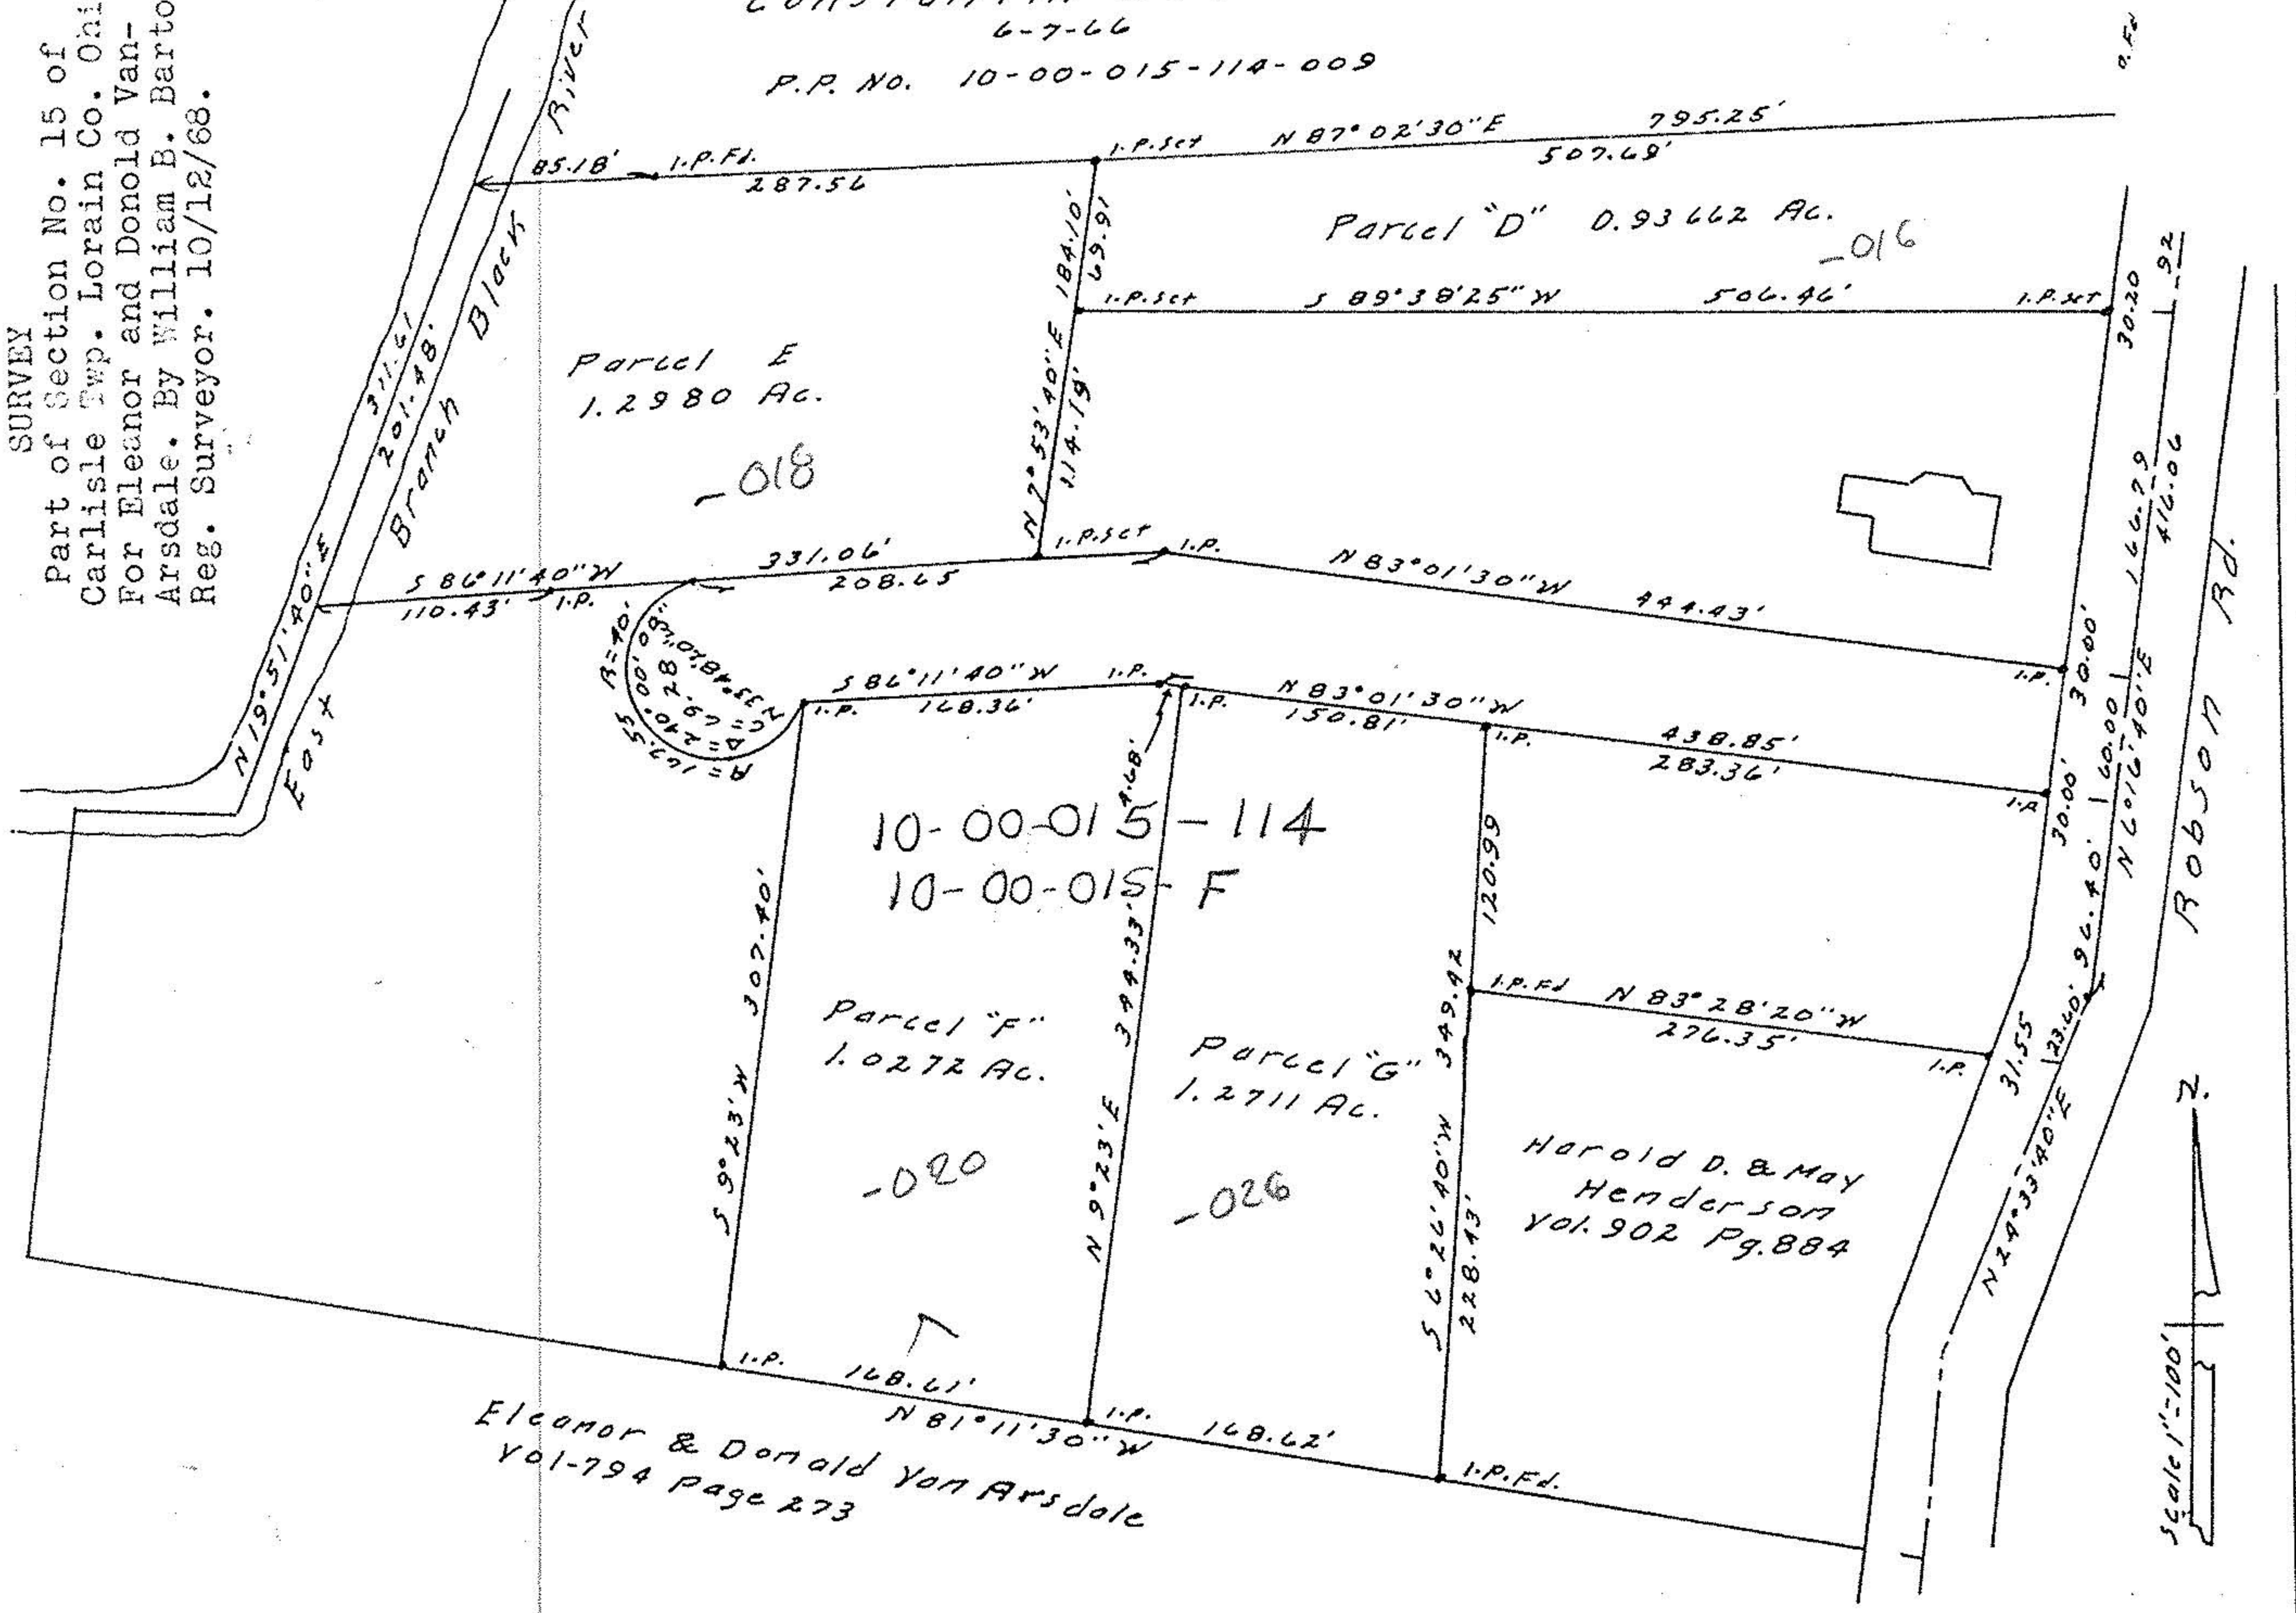 SURVEY
Part of Section No. 15 of
Carlisle Twp. Lorain Co.
For Eleanor and Donold Van-
Arsdale. By William B.
Reg. Surveyor. 10/12/68.
6-7-66
P.P. No. 10-00-015-114-009
River
Black
Branch
East
85.18'
I.P.Fd.
287.56
I.P.Set
N 87° 02'30" E
795.25'
507.69'
Parcel "D" 0.93662 Ac.
-016
184.10'
69.91
I.P.Set
S 89°38'25" W
506.46'
I.P.Set
30.20
.92
311.61
201.48'
N 19°51'40" E
Parcel E
1.2980 Ac.
-018
N 7°53'40" E
114.19'
I.P.Set
I.P.
166.79
416.06
S 86°11'40" W
110.43'
I.P.
331.06'
208.65
N 83°01'30" W
444.43'
I.P.
30.00'
60.00
N 6°16'40" E
Robson Rd.
R=40'
Δ=240°00'09"
C=69.28
A=167.55
S 86°11'40" W
I.P.
168.36'
I.P.
I.P.
4.68'
N 83°01'30" W
150.81'
I.P.
438.85'
283.36'
I.P.
30.00'
10-00-015-114
10-00-015-F
120.99
96.40'
S 9°23' W 307.40'
N 9°23' E 344.33'
349.42
I.P.Fd
N 83°28'20" W
276.35'
I.P.
31.55
23.60'
N 24°33'40" E
Parcel "F"
1.0272 Ac.
-020
Parcel "G"
1.2711 Ac.
-026
S 6°26'40" W
228.43'
Harold D. & May
Henderson
Vol. 902 Pg. 884
I.P.
168.61'
N 81°11'30" W
I.P.
168.62'
I.P.Fd.
Eleanor & Donald Van Arsdale
Vol-794 Page 273
Scale 1"=100'